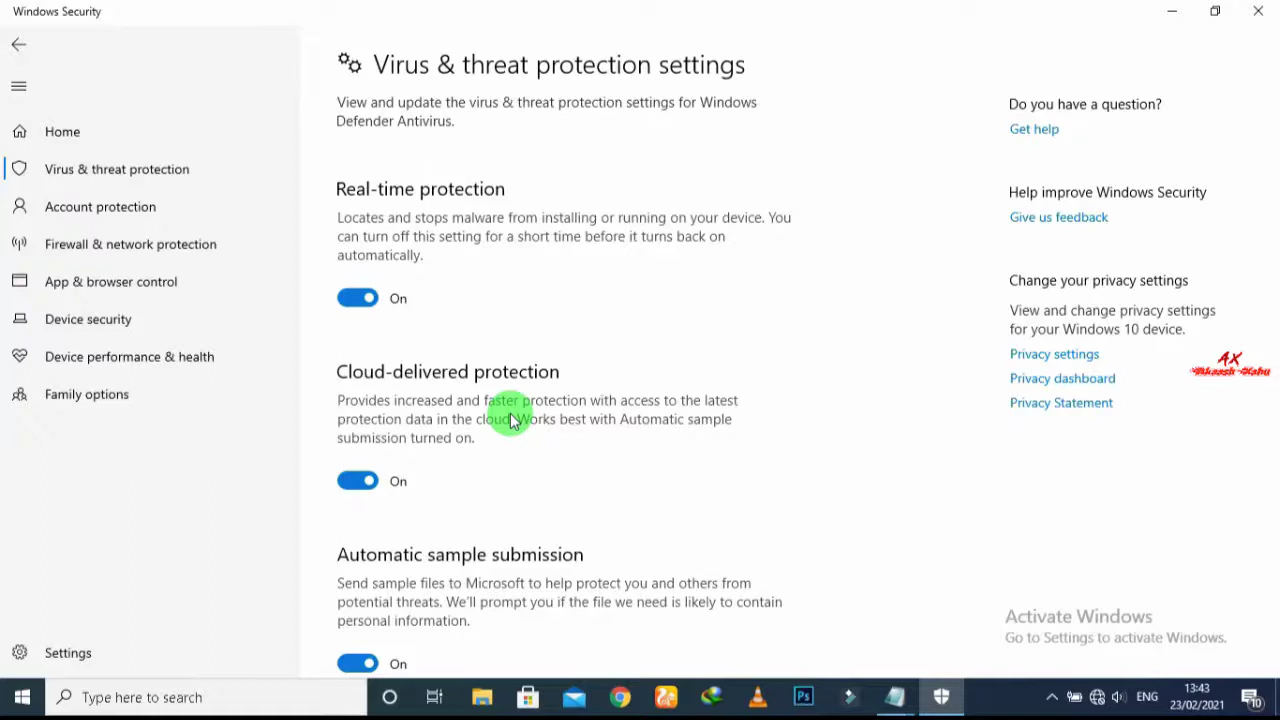 Windows Security
Virus & threat protection settings
View and update the virus & threat protection settings for Windows
Defender Antivirus.
Real-time protection
Locates and stops malware from installing or running on your device. You
can turn off this setting for a short time before it turns back on
automatically.
On
Cloud-delivered protection
Provides increased and faster protection with access to the latest
protection data in the cloud. Works best with Automatic sample
submission turned on.
On
Automatic sample submission
Send sample files to Microsoft to help protect you and others from
potential threats. We'll prompt you if the file we need is likely to contain
personal information.
On
Home
Virus & threat protection
Account protection
Firewall & network protection
App & browser control
Device security
Device performance & health
Family options
Settings
Do you have a question?
Get help
Help improve Windows Security
Give us feedback
Change your privacy settings
View and change privacy settings
for your Windows 10 device.
Privacy settings
Privacy dashboard
Privacy Statement
AX
Activate Windows
Go to Settings to activate Windows.
Type here to search
Ps
ENG
13:43
23/02/2021
10